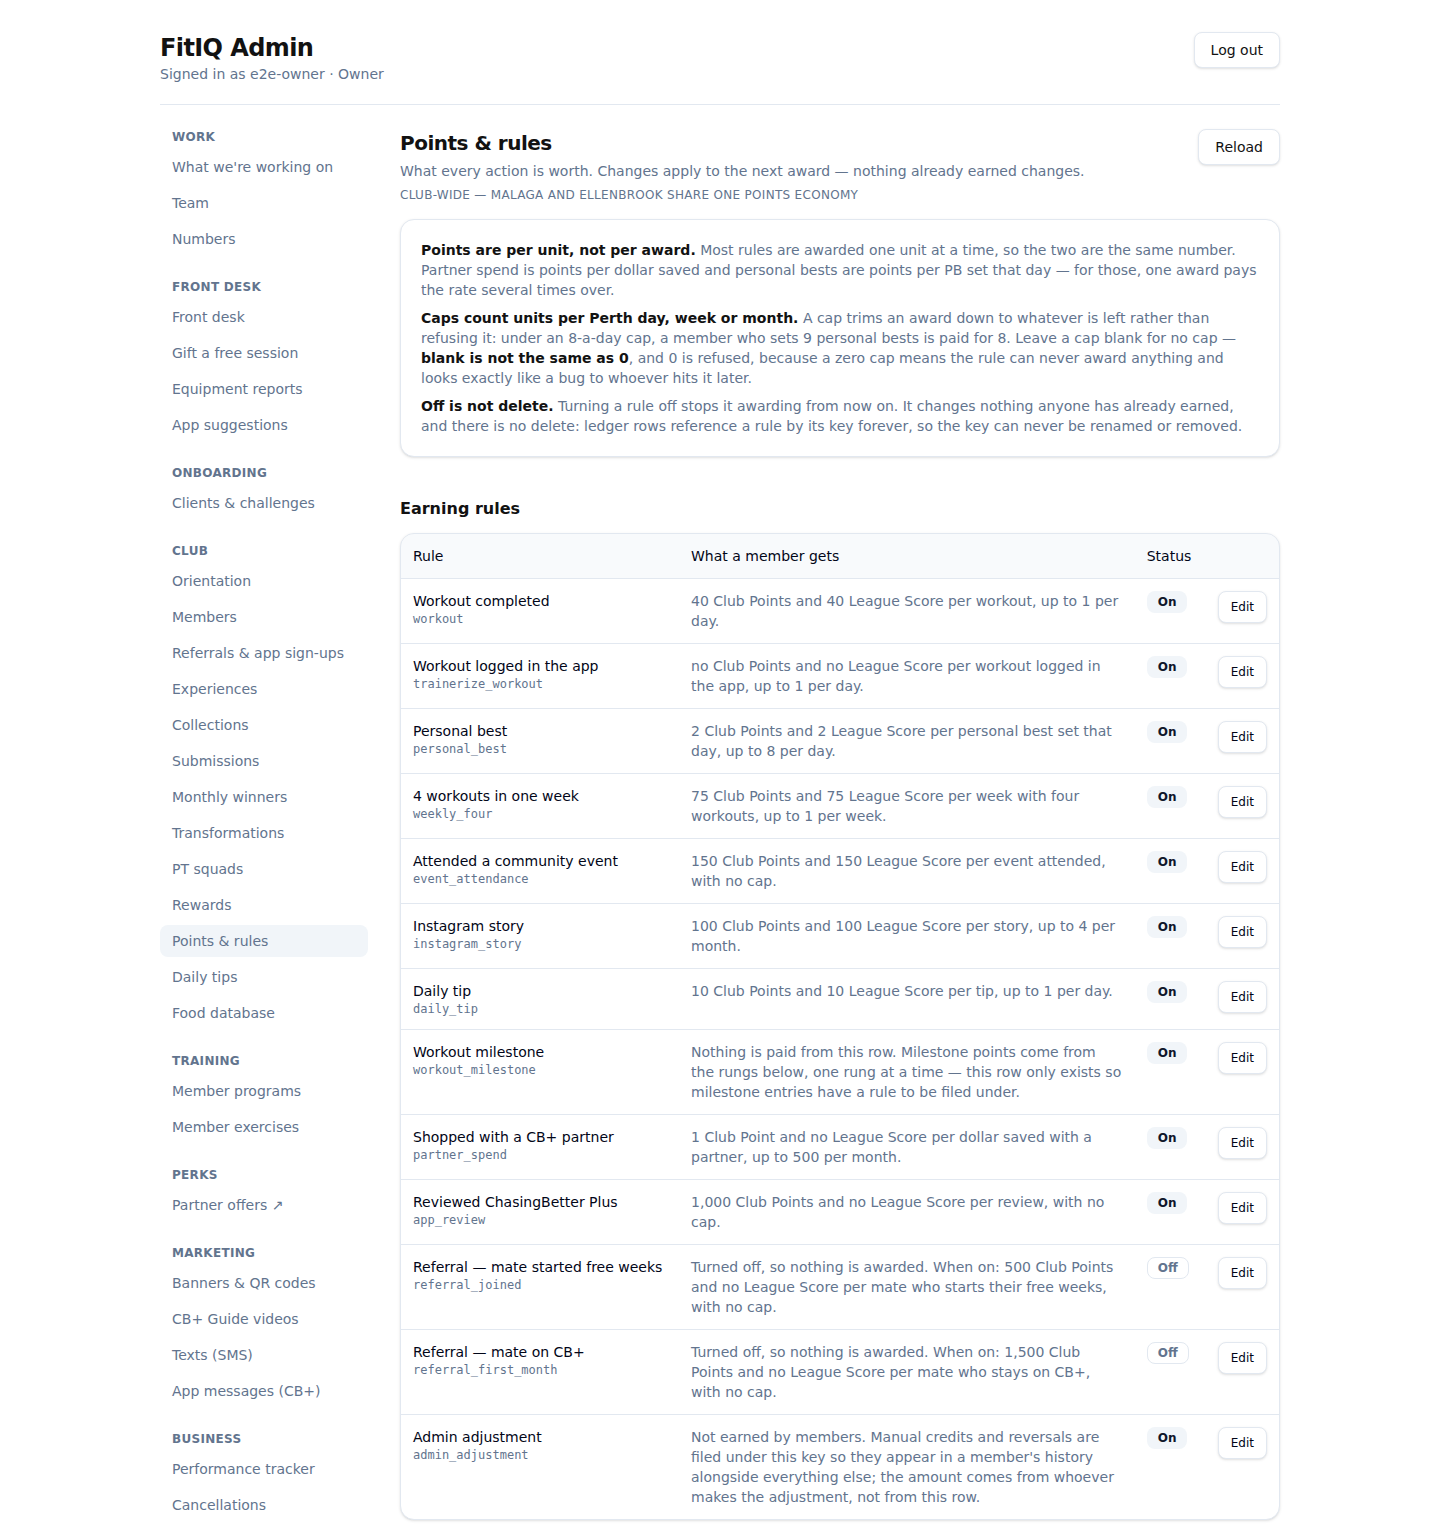 FitIQ Admin
Signed in as e2e-owner · Owner
Log out
WORK
What we're working on
Team
Numbers
FRONT DESK
Front desk
Gift a free session
Equipment reports
App suggestions
ONBOARDING
Clients & challenges
CLUB
Orientation
Members
Referrals & app sign-ups
Experiences
Collections
Submissions
Monthly winners
Transformations
PT squads
Rewards
Points & rules
Daily tips
Food database
TRAINING
Member programs
Member exercises
PERKS
Partner offers ↗
MARKETING
Banners & QR codes
CB+ Guide videos
Texts (SMS)
App messages (CB+)
BUSINESS
Performance tracker
Cancellations
Points & rules
Reload
What every action is worth. Changes apply to the next award — nothing already earned changes.
CLUB-WIDE — MALAGA AND ELLENBROOK SHARE ONE POINTS ECONOMY
Points are per unit, not per award. Most rules are awarded one unit at a time, so the two are the same number.
Partner spend is points per dollar saved and personal bests are points per PB set that day — for those, one award pays
the rate several times over.
Caps count units per Perth day, week or month. A cap trims an award down to whatever is left rather than
refusing it: under an 8-a-day cap, a member who sets 9 personal bests is paid for 8. Leave a cap blank for no cap —
blank is not the same as 0, and 0 is refused, because a zero cap means the rule can never award anything and
looks exactly like a bug to whoever hits it later.
Off is not delete. Turning a rule off stops it awarding from now on. It changes nothing anyone has already earned,
and there is no delete: ledger rows reference a rule by its key forever, so the key can never be renamed or removed.
Earning rules
Rule
What a member gets
Status
Workout completed
workout
40 Club Points and 40 League Score per workout, up to 1 per
day.
On
Edit
Workout logged in the app
trainerize_workout
no Club Points and no League Score per workout logged in
the app, up to 1 per day.
On
Edit
Personal best
personal_best
2 Club Points and 2 League Score per personal best set that
day, up to 8 per day.
On
Edit
4 workouts in one week
weekly_four
75 Club Points and 75 League Score per week with four
workouts, up to 1 per week.
On
Edit
Attended a community event
event_attendance
150 Club Points and 150 League Score per event attended,
with no cap.
On
Edit
Instagram story
instagram_story
100 Club Points and 100 League Score per story, up to 4 per
month.
On
Edit
Daily tip
daily_tip
10 Club Points and 10 League Score per tip, up to 1 per day.
On
Edit
Workout milestone
workout_milestone
Nothing is paid from this row. Milestone points come from
the rungs below, one rung at a time — this row only exists so
milestone entries have a rule to be filed under.
On
Edit
Shopped with a CB+ partner
partner_spend
1 Club Point and no League Score per dollar saved with a
partner, up to 500 per month.
On
Edit
Reviewed ChasingBetter Plus
app_review
1,000 Club Points and no League Score per review, with no
cap.
On
Edit
Referral — mate started free weeks
referral_joined
Turned off, so nothing is awarded. When on: 500 Club Points
and no League Score per mate who starts their free weeks,
with no cap.
Off
Edit
Referral — mate on CB+
referral_first_month
Turned off, so nothing is awarded. When on: 1,500 Club
Points and no League Score per mate who stays on CB+,
with no cap.
Off
Edit
Admin adjustment
admin_adjustment
Not earned by members. Manual credits and reversals are
filed under this key so they appear in a member's history
alongside everything else; the amount comes from whoever
makes the adjustment, not from this row.
On
Edit